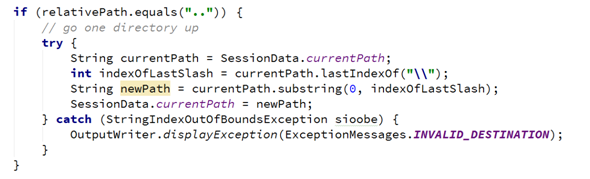 if (relativePath.equals("..")) {
    // go one directory up
    try {
        String currentPath = SessionData.currentPath;
        int indexOfLastSlash = currentPath.lastIndexOf("\\");
        String newPath = currentPath.substring(0, indexOfLastSlash);
        SessionData.currentPath = newPath;
    } catch (StringIndexOutOfBoundsException sioobe) {
        OutputWriter.displayException(ExceptionMessages.INVALID_DESTINATION);
    }
}